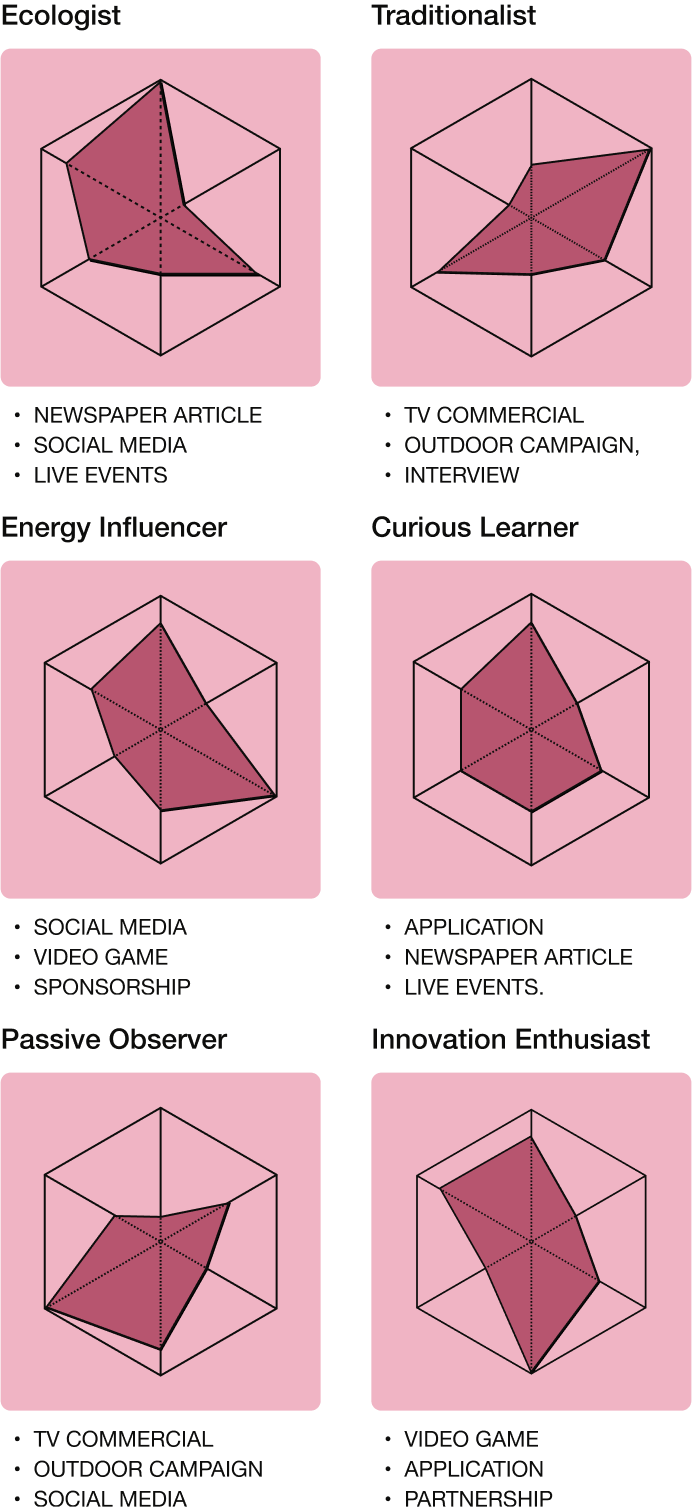 Ecologist
Traditionalist
• NEWSPAPER ARTICLE
• SOCIAL MEDIA
• LIVE EVENTS
• TV COMMERCIAL
• OUTDOOR CAMPAIGN,
• INTERVIEW
Energy Influencer
Curious Learner
• SOCIAL MEDIA
• VIDEO GAME
• SPONSORSHIP
• APPLICATION
• NEWSPAPER ARTICLE
• LIVE EVENTS.
Passive Observer
Innovation Enthusiast
• TV COMMERCIAL
• OUTDOOR CAMPAIGN
• SOCIAL MEDIA
• VIDEO GAME
• APPLICATION
• PARTNERSHIP